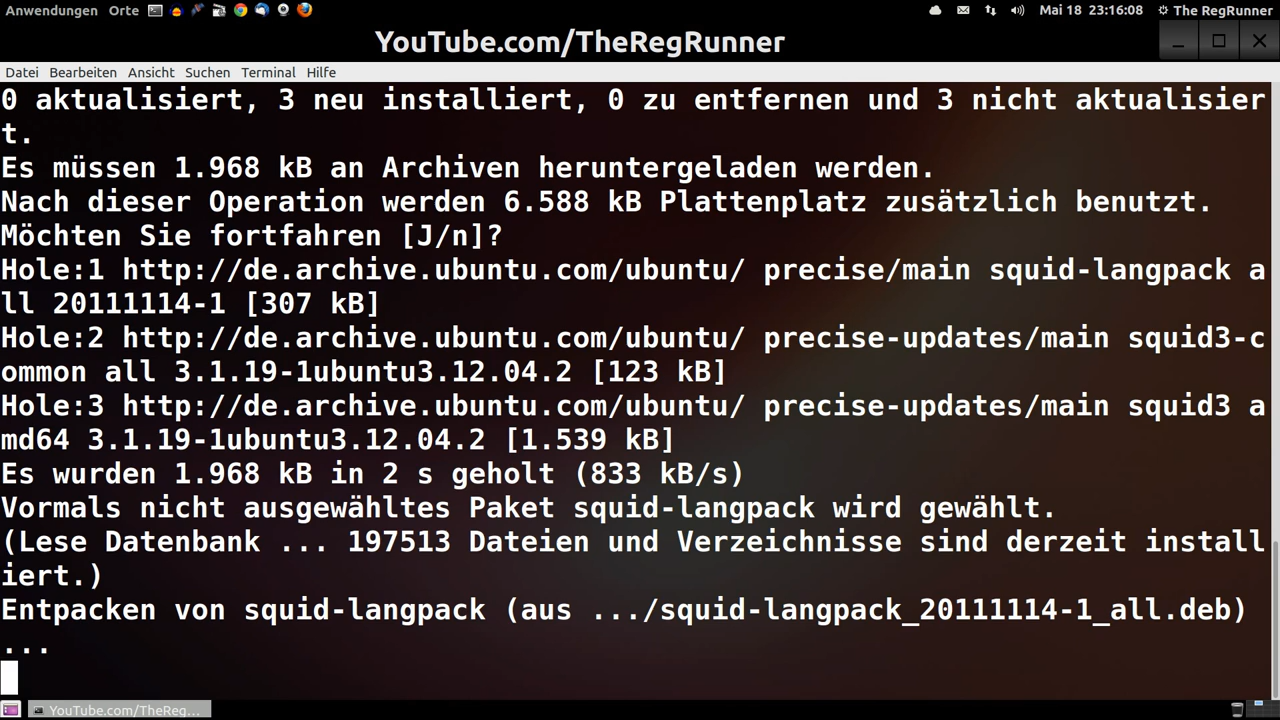 Anwendungen Orte Mai 18 23:16:08 The RegRunner
YouTube.com/TheRegRunner
Datei Bearbeiten Ansicht Suchen Terminal Hilfe
0 aktualisiert, 3 neu installiert, 0 zu entfernen und 3 nicht aktualisier
t.
Es müssen 1.968 kB an Archiven heruntergeladen werden.
Nach dieser Operation werden 6.588 kB Plattenplatz zusätzlich benutzt.
Möchten Sie fortfahren [J/n]?
Hole:1 http://de.archive.ubuntu.com/ubuntu/ precise/main squid-langpack a
ll 20111114-1 [307 kB]
Hole:2 http://de.archive.ubuntu.com/ubuntu/ precise-updates/main squid3-c
ommon all 3.1.19-1ubuntu3.12.04.2 [123 kB]
Hole:3 http://de.archive.ubuntu.com/ubuntu/ precise-updates/main squid3 a
md64 3.1.19-1ubuntu3.12.04.2 [1.539 kB]
Es wurden 1.968 kB in 2 s geholt (833 kB/s)
Vormals nicht ausgewähltes Paket squid-langpack wird gewählt.
(Lese Datenbank ... 197513 Dateien und Verzeichnisse sind derzeit install
iert.)
Entpacken von squid-langpack (aus .../squid-langpack_20111114-1_all.deb)
...
YouTube.com/TheReg...